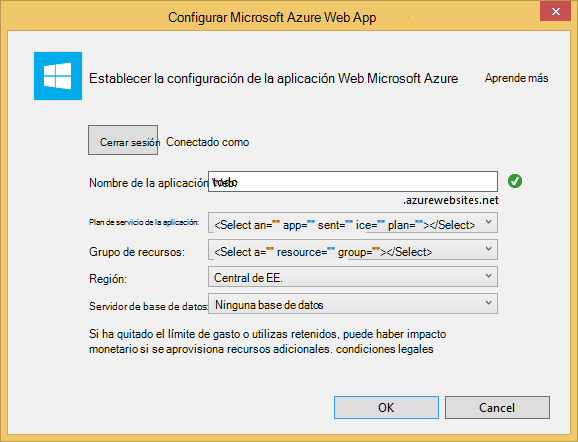 Configurar Microsoft Azure Web App
Establecer la configuración de la aplicación Web Microsoft Azure
Aprende más
Cerrar sesión Conectado como
Nombre de la aplicación Web
.azurewebsites.net
Plan de servicio de la aplicación: <Select an="" app="" sent="" ice="" plan=""></Select>
Grupo de recursos: <Select a="" resource="" group=""></Select>
Región: Central de EE.
Servidor de base de datos: Ninguna base de datos
Si ha quitado el límite de gasto o utilizas retenidos, puede haber impacto
monetario si se aprovisiona recursos adicionales. condiciones legales
OK Cancel